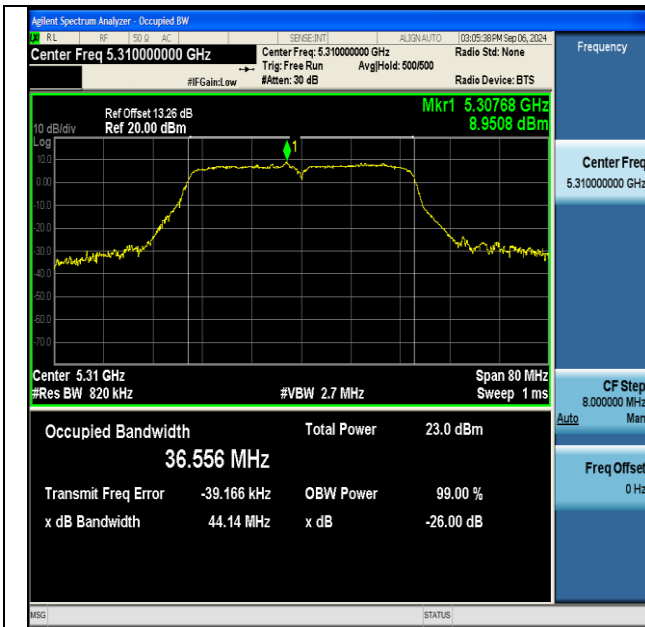 Agilent Spectrum Analyzer - Occupied BW
RL RF 50 Ω AC SENSE:INT ALIGN AUTO 03:05:38 PM Sep 06, 2024
Center Freq 5.310000000 GHz Center Freq: 5.310000000 GHz Radio Std: None Frequency
Trig: Free Run Avg|Hold: 500/500
#IFGain:Low #Atten: 30 dB Radio Device: BTS
Ref Offset 13.26 dB Mkr1 5.30768 GHz
10 dB/div Ref 20.00 dBm 8.9508 dBm
Log
1
10.0
0.00
-10.0
-20.0
-30.0
-40.0
-50.0
-60.0
-70.0
Center Freq
5.310000000 GHz
Center 5.31 GHz Span 80 MHz
#Res BW 820 kHz #VBW 2.7 MHz Sweep 1 ms
CF Step
8.000000 MHz
Auto Man
Occupied Bandwidth Total Power 23.0 dBm
36.556 MHz
Transmit Freq Error -39.166 kHz OBW Power 99.00 %
x dB Bandwidth 44.14 MHz x dB -26.00 dB
Freq Offset
0 Hz
MSG STATUS